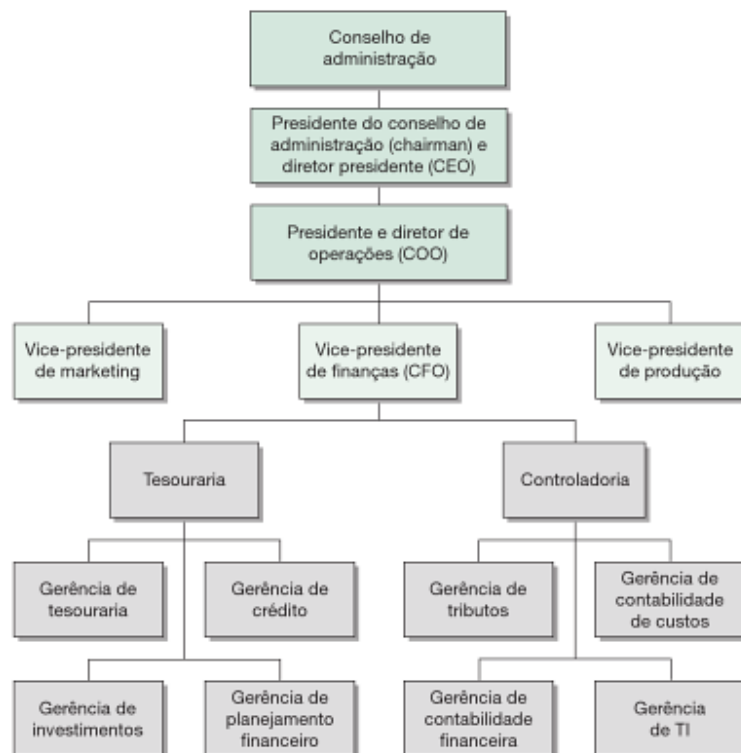 Conselho de
administração
Presidente do conselho de
administração (chairman) e
diretor presidente (CEO)
Presidente e diretor de
operações (COO)
Vice-presidente
de marketing
Vice-presidente
de finanças (CFO)
Vice-presidente
de produção
Tesouraria
Controladoria
Gerência de
tesouraria
Gerência de
crédito
Gerência de
tributos
Gerência de
contabilidade
de custos
Gerência de
investimentos
Gerência de
planejamento
financeiro
Gerência de
contabilidade
financeira
Gerência
de TI